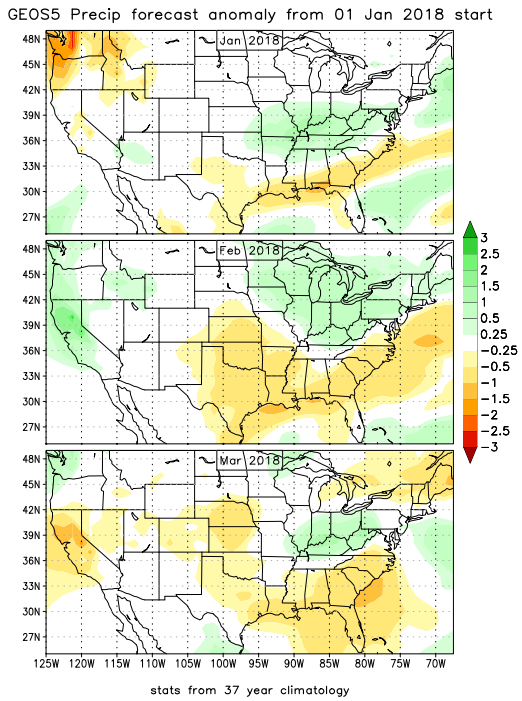 GEOS5 Precip forecast anomaly from 01 Jan 2018 start
Jan 2018
48N
45N
42N
39N
36N
33N
30N
27N
Feb 2018
48N
45N
42N
39N
36N
33N
30N
27N
3
2.5
2
1.5
1
0.5
0.25
−0.25
−0.5
−1
−1.5
−2
−2.5
−3
Mar 2018
48N
45N
42N
39N
36N
33N
30N
27N
125W 120W 115W 110W 105W 100W 95W 90W 85W 80W 75W 70W
stats from 37 year climatology